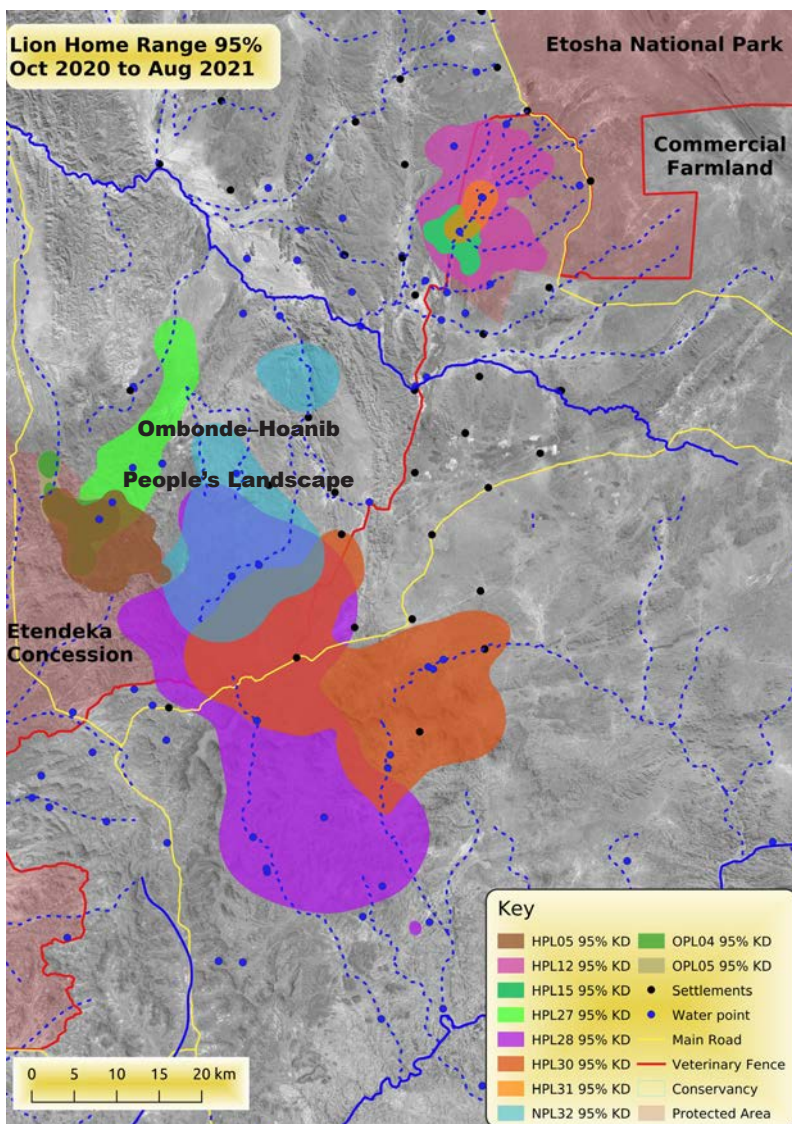 Lion Home Range 95%
Oct 2020 to Aug 2021
Etosha National Park
Commercial
Farmland
Ombonde–Hoanib
People's Landscape
Etendeka
Concession
Key
HPL05 95% KD
HPL12 95% KD
HPL15 95% KD
HPL27 95% KD
HPL28 95% KD
HPL30 95% KD
HPL31 95% KD
NPL32 95% KD
OPL04 95% KD
OPL05 95% KD
Settlements
Water point
Main Road
Veterinary Fence
Conservancy
Protected Area
0 5 10 15 20 km